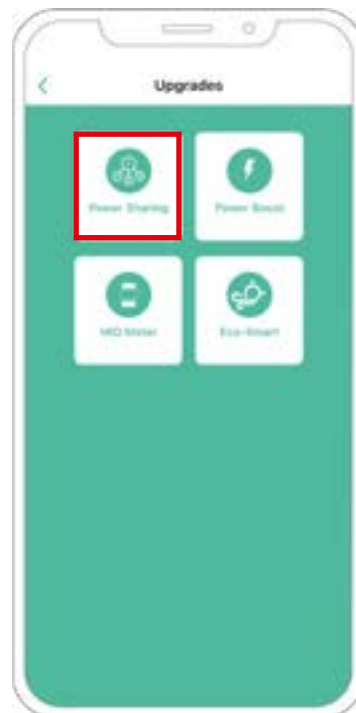 Upgrades
Power Sharing
Power Boost
MID Meter
Eco-Smart